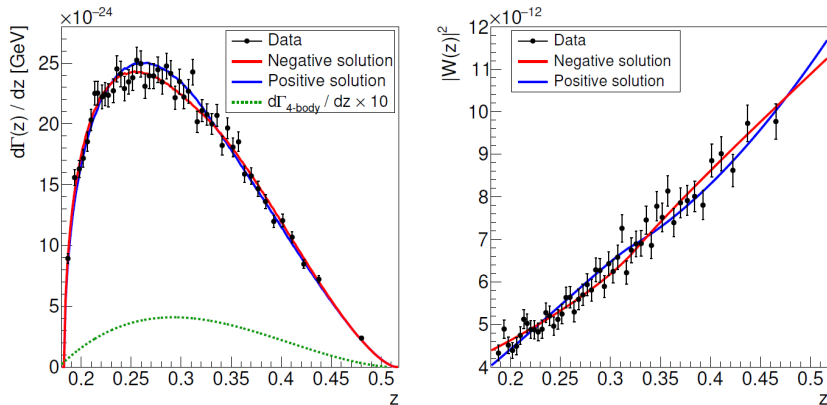 ×10⁻²⁴
dΓ(z) / dz [GeV]
25
20
15
10
5
0
0.2 0.25 0.3 0.35 0.4 0.45 0.5
z
Data
Negative solution
Positive solution
dΓ4-body / dz × 10
×10⁻¹²
|W(z)|²
12
11
10
9
8
7
6
5
4
0.2 0.25 0.3 0.35 0.4 0.45 0.5
z
Data
Negative solution
Positive solution